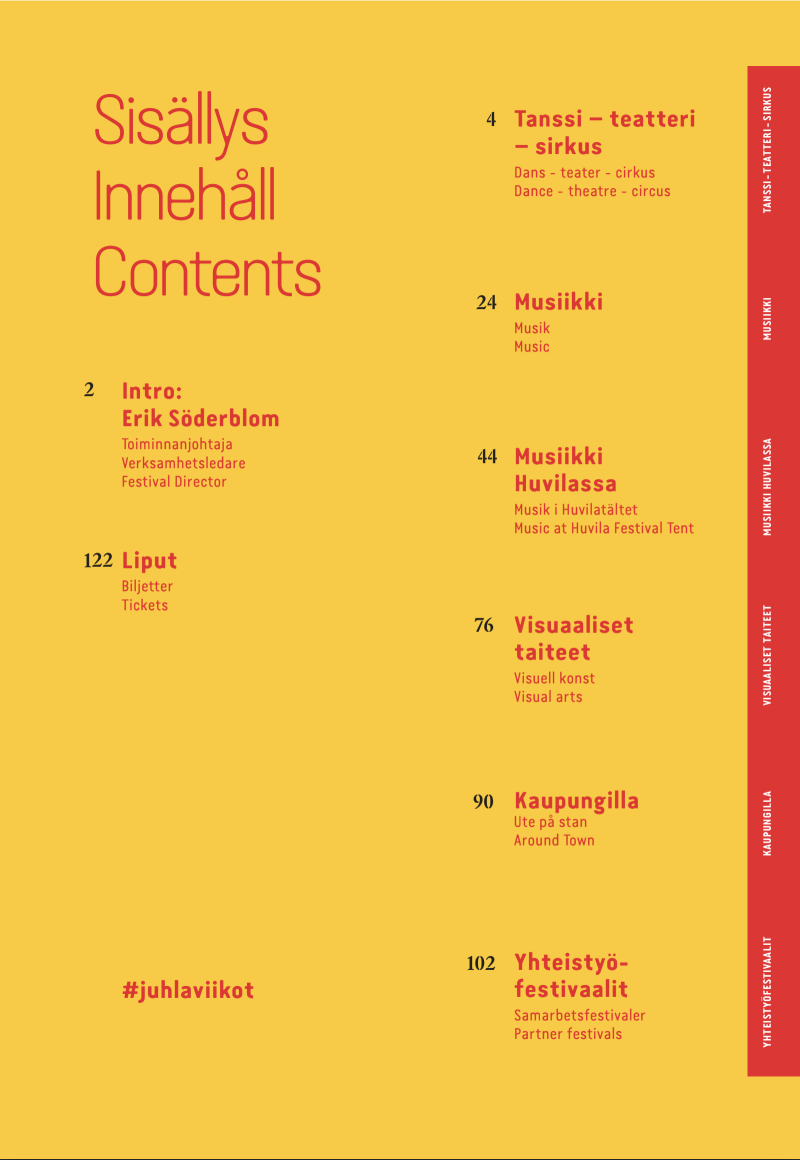 Sisällys
Innehåll
Contents
2 Intro:
Erik Söderblom
Toiminnanjohtaja
Verksamhetsledare
Festival Director
122 Liput
Biljetter
Tickets
#juhlaviikot
4 Tanssi – teatteri
– sirkus
Dans - teater - cirkus
Dance - theatre - circus
24 Musiikki
Musik
Music
44 Musiikki
Huvilassa
Musik i Huvilatältet
Music at Huvila Festival Tent
76 Visuaaliset
taiteet
Visuell konst
Visual arts
90 Kaupungilla
Ute på stan
Around Town
102 Yhteistyö-
festivaalit
Samarbetsfestivaler
Partner festivals
TANSSI - TEATTERI - SIRKUS
MUSIIKKI
MUSIIKKI HUVILASSA
VISUAALISET TAITEET
KAUPUNGILLA
YHTEISTYÖFESTIVAALIT